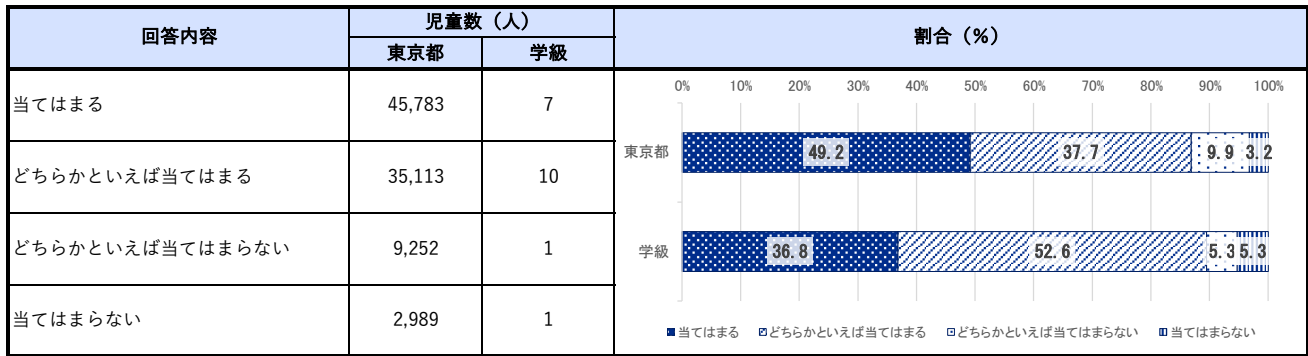 回答内容
児童数（人）
割合（％）
東京都
学級
当てはまる
45,783
7
どちらかといえば当てはまる
35,113
10
どちらかといえば当てはまらない
9,252
1
当てはまらない
2,989
1
0% 10% 20% 30% 40% 50% 60% 70% 80% 90% 100%
東京都
49.2 37.7 9.9 3.2
学級
36.8 52.6 5.3 5.3
当てはまる どちらかといえば当てはまる どちらかといえば当てはまらない 当てはまらない